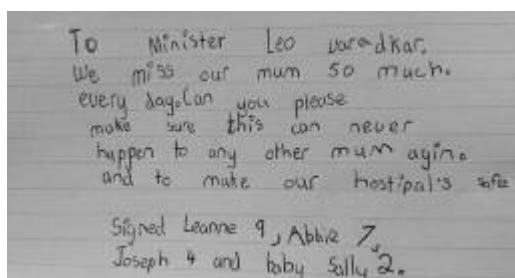 To Minister Leo varadkar.
We miss our mum so much.
every day.Can you please
make sure this can never
happen to any other mum agin.
and to make our hostipal's safe
Signed Leanne 9, Abbie 7,
Joseph 4 and baby Sally 2.